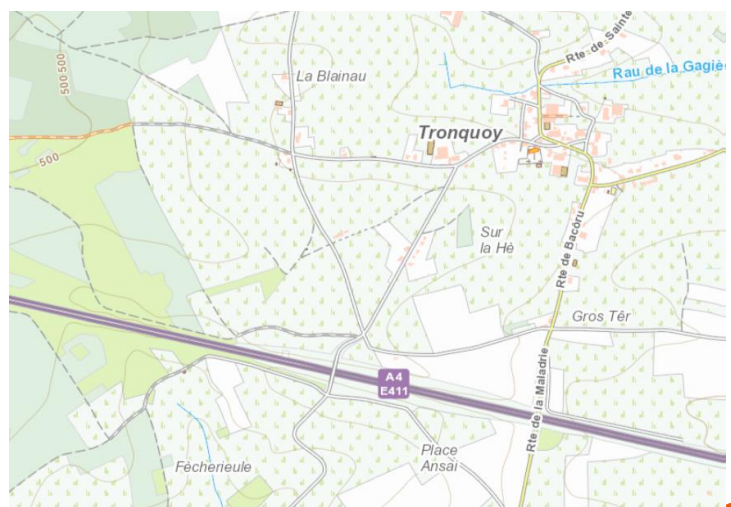 500 500
La Blainau
Rte. de Sainte
Rau de la Gagiè
Tronquoy
500
Sur
la Hé
Rte de Bacôru
Gros Têr
Rte de la Maladrie
A4
E411
Place
Ansai
Fècherieule